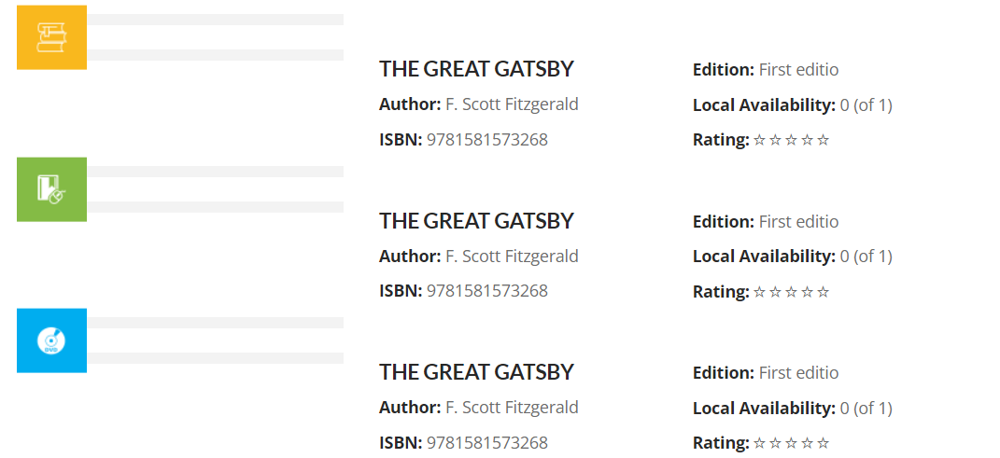 THE GREAT GATSBY Edition: First editio
Author: F. Scott Fitzgerald Local Availability: 0 (of 1)
ISBN: 9781581573268 Rating: ☆☆☆☆☆
THE GREAT GATSBY Edition: First editio
Author: F. Scott Fitzgerald Local Availability: 0 (of 1)
ISBN: 9781581573268 Rating: ☆☆☆☆☆
DVD
THE GREAT GATSBY Edition: First editio
Author: F. Scott Fitzgerald Local Availability: 0 (of 1)
ISBN: 9781581573268 Rating: ☆☆☆☆☆